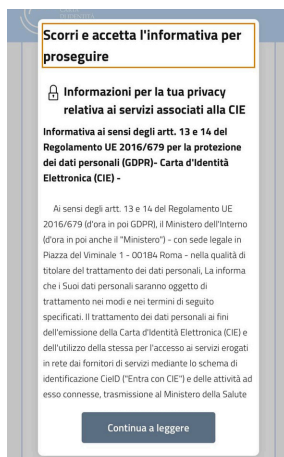 Scorri e accetta l'informativa per
proseguire
Informazioni per la tua privacy
relativa ai servizi associati alla CIE
Informativa ai sensi degli artt. 13 e 14 del
Regolamento UE 2016/679 per la protezione
dei dati personali (GDPR)- Carta d'Identità
Elettronica (CIE) -
Ai sensi degli artt. 13 e 14 del Regolamento UE
2016/679 (d'ora in poi GDPR), il Ministero dell'Interno
(d'ora in poi anche il "Ministero") - con sede legale in
Piazza del Viminale 1 - 00184 Roma - nella qualità di
titolare del trattamento dei dati personali, La informa
che i Suoi dati personali saranno oggetto di
trattamento nei modi e nei termini di seguito
specificati. Il trattamento dei dati personali ai fini
dell'emissione della Carta d'Identità Elettronica (CIE) e
dell'utilizzo della stessa per l'accesso ai servizi erogati
in rete dai fornitori di servizi mediante lo schema di
identificazione CieID ("Entra con CIE") e delle attività ad
esso connesse, trasmissione al Ministero della Salute
Continua a leggere